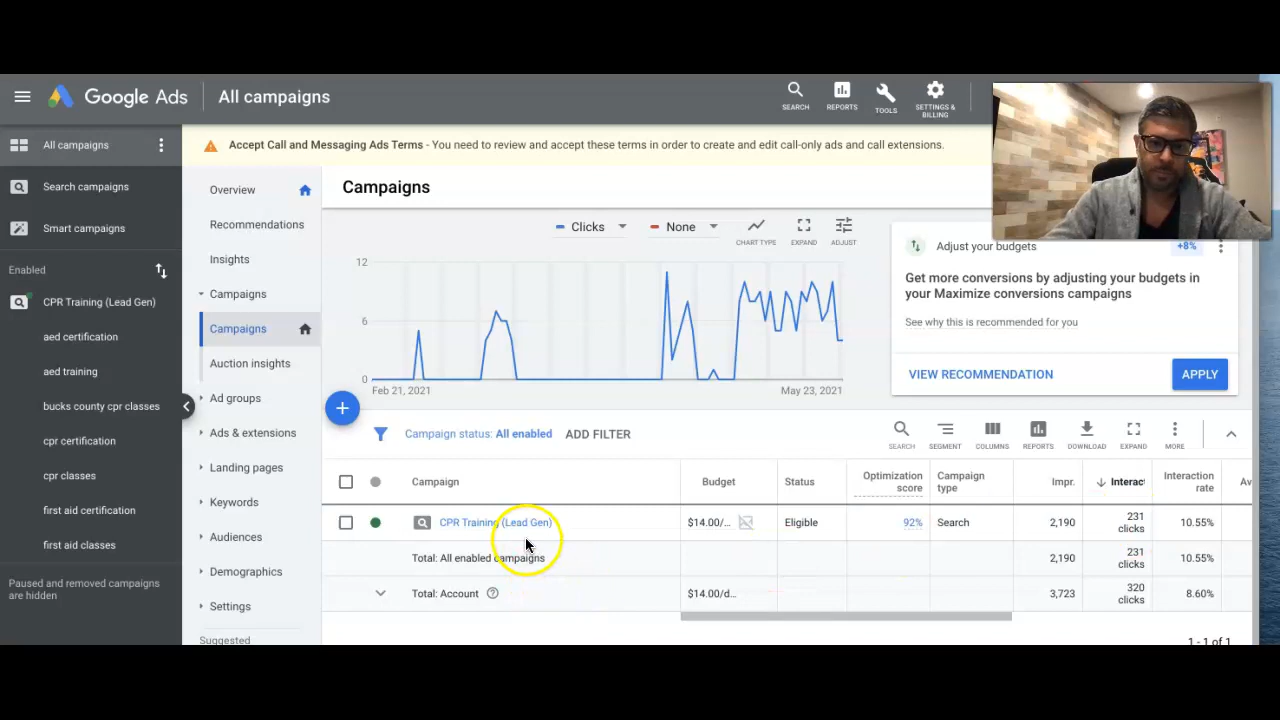 Google Ads
All campaigns
SEARCH
REPORTS
TOOLS
SETTINGS &
BILLING
All campaigns
Search campaigns
Smart campaigns
Enabled
CPR Training (Lead Gen)
aed certification
aed training
bucks county cpr classes
cpr certification
cpr classes
first aid certification
first aid classes
Paused and removed campaigns
are hidden
Overview
Recommendations
Insights
Campaigns
Campaigns
Auction insights
Ad groups
Ads & extensions
Landing pages
Keywords
Audiences
Demographics
Settings
Suggested
Accept Call and Messaging Ads Terms - You need to review and accept these terms in order to create and edit call-only ads and call extensions.
Campaigns
Clicks
None
CHART TYPE
EXPAND
ADJUST
12
6
0
Feb 21, 2021
May 23, 2021
Adjust your budgets
+8%
Get more conversions by adjusting your budgets in
your Maximize conversions campaigns
See why this is recommended for you
VIEW RECOMMENDATION
APPLY
Campaign status: All enabled
ADD FILTER
SEARCH
SEGMENT
COLUMNS
REPORTS
DOWNLOAD
EXPAND
MORE
Campaign Budget Status Optimization score Campaign type Impr. Interac Interaction rate Av
CPR Training (Lead Gen) $14.00/... Eligible 92% Search 2,190 231 clicks 10.55%
Total: All enabled campaigns 2,190 231 clicks 10.55%
Total: Account $14.00/d... 3,723 320 clicks 8.60%
1 - 1 of 1